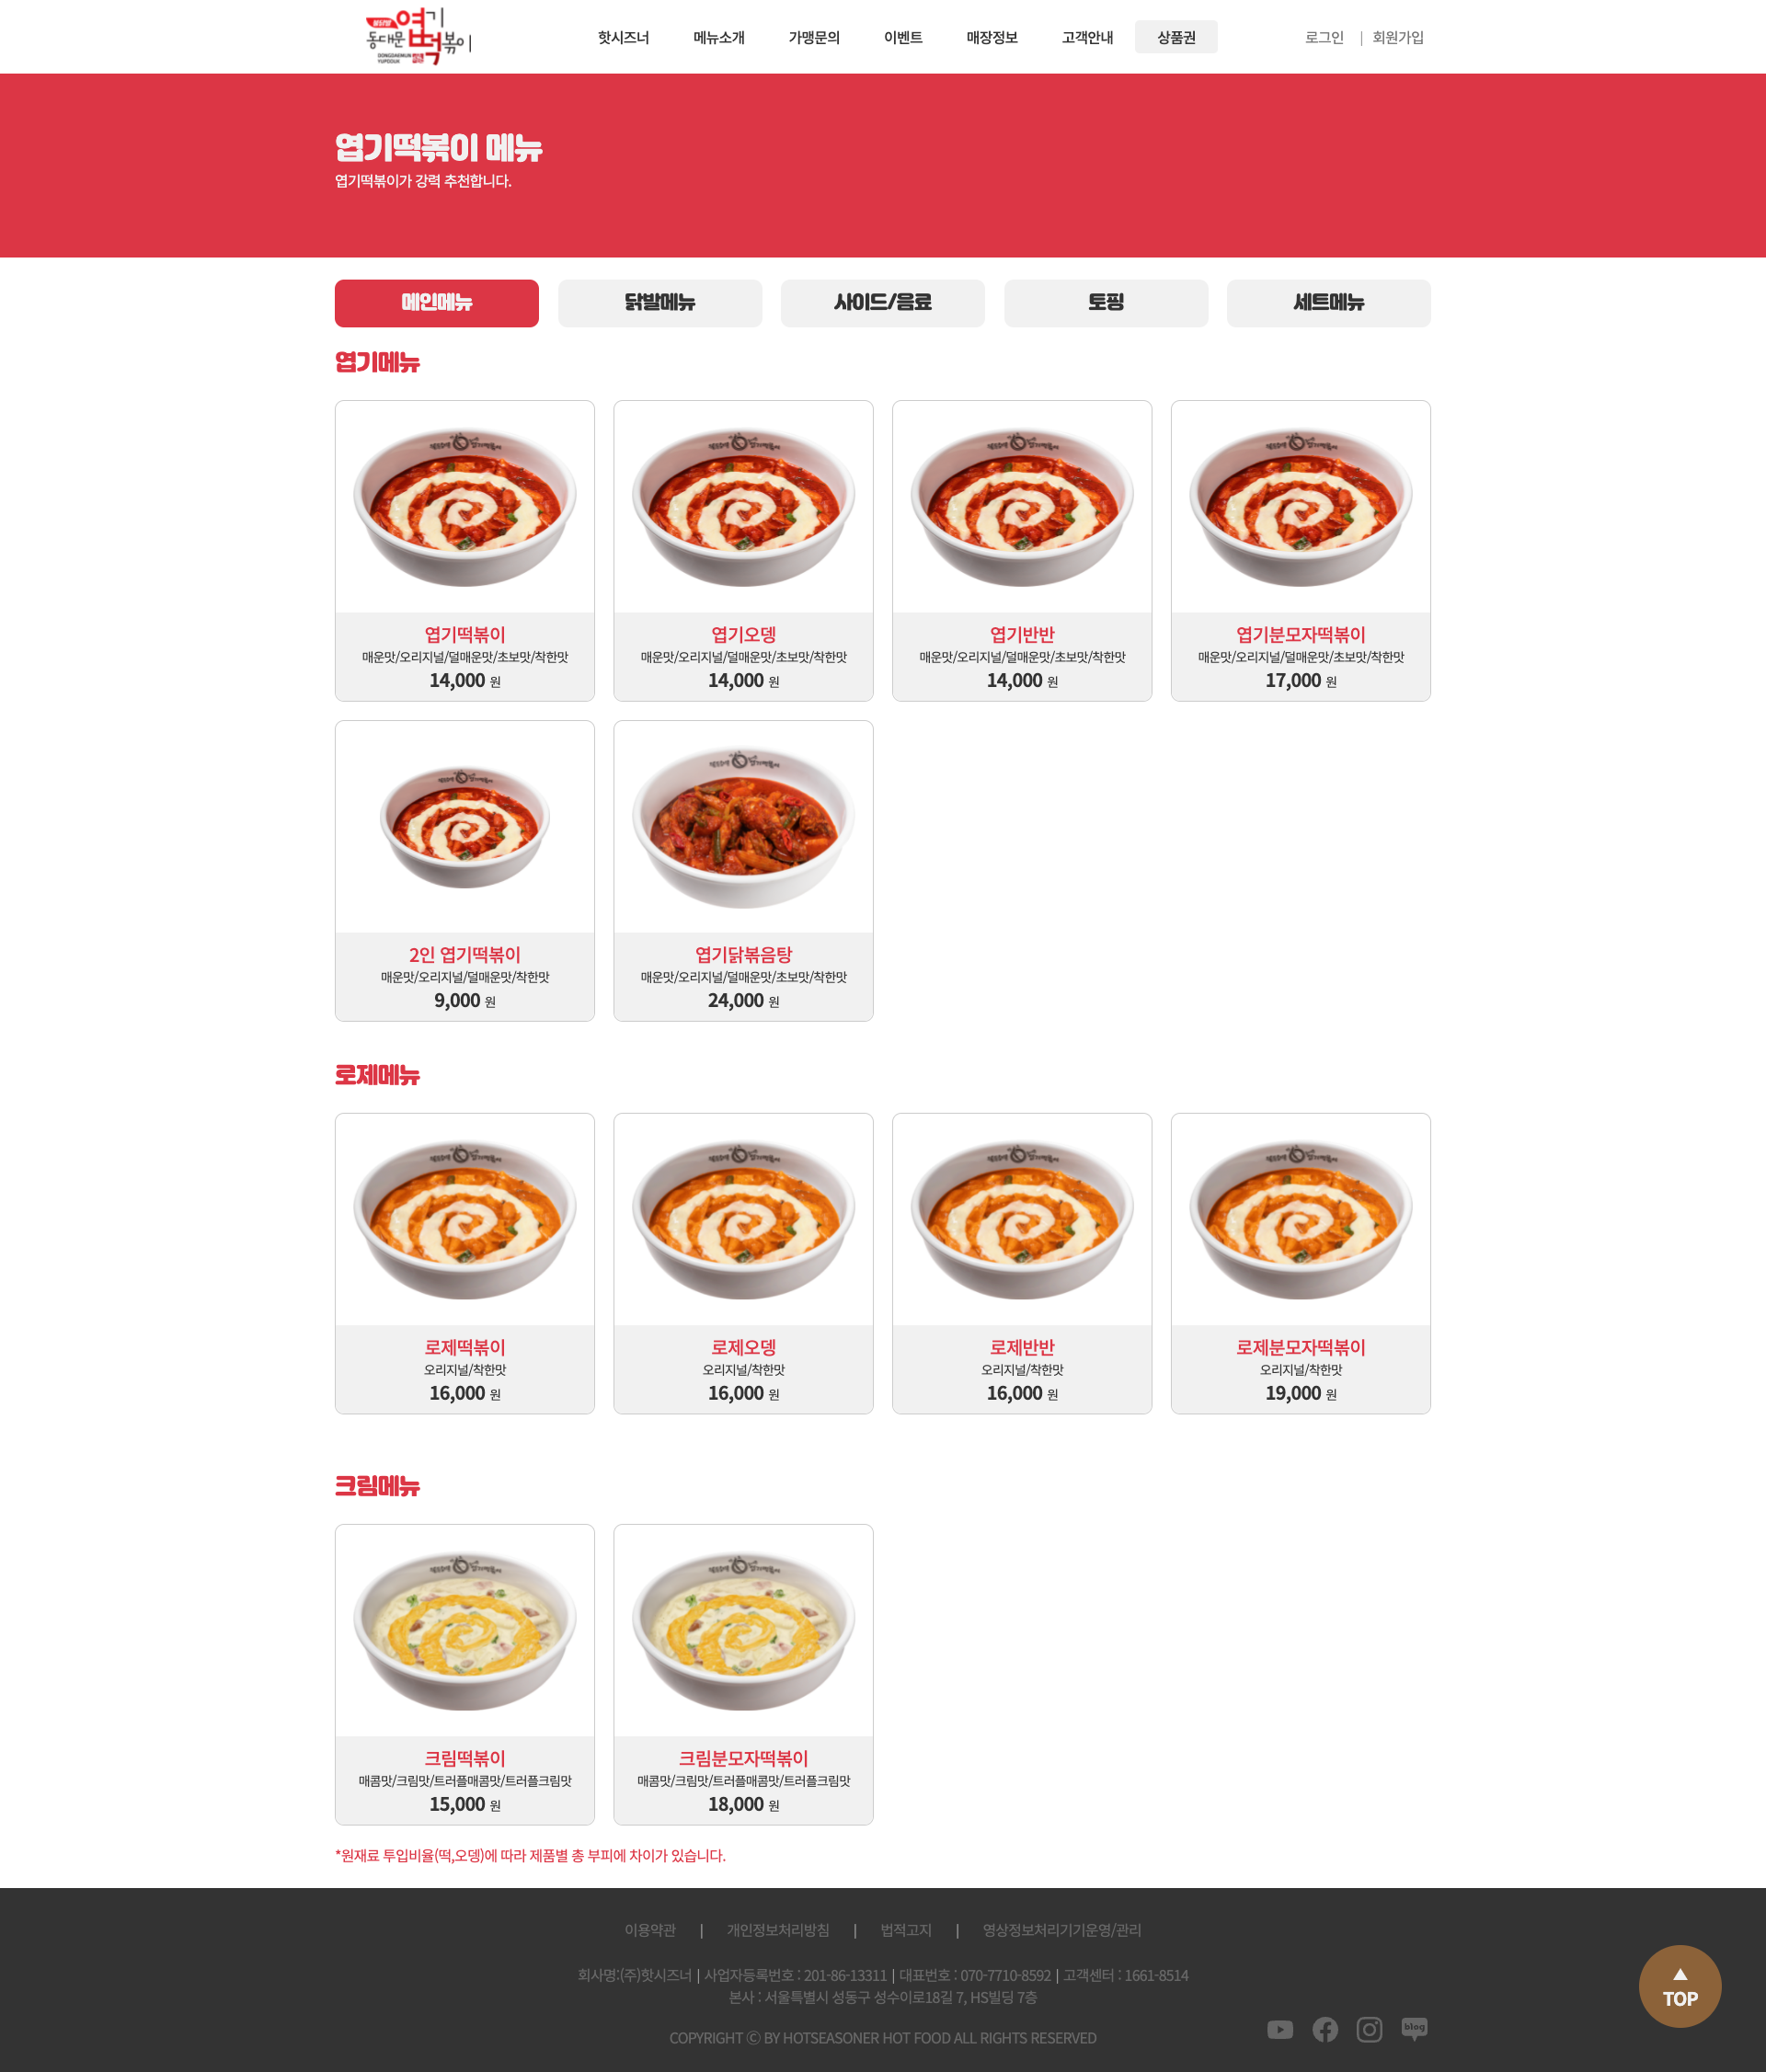 불닭발
엽기
동대문 떡볶이
DONGDAEMUN
YUPDDUK
핫시즈너 메뉴소개 가맹문의 이벤트 매장정보 고객안내 상품권 로그인 | 회원가입
엽기떡볶이 메뉴
엽기떡볶이가 강력 추천합니다.
메인메뉴 닭발메뉴 사이드/음료 토핑 세트메뉴
엽기메뉴
엽기떡볶이 엽기오뎅 엽기반반 엽기분모자떡볶이
매운맛/오리지널/덜매운맛/초보맛/착한맛 매운맛/오리지널/덜매운맛/초보맛/착한맛 매운맛/오리지널/덜매운맛/초보맛/착한맛 매운맛/오리지널/덜매운맛/초보맛/착한맛
14,000 원 14,000 원 14,000 원 17,000 원
2인 엽기떡볶이 엽기닭볶음탕
매운맛/오리지널/덜매운맛/착한맛 매운맛/오리지널/덜매운맛/초보맛/착한맛
9,000 원 24,000 원
로제메뉴
로제떡볶이 로제오뎅 로제반반 로제분모자떡볶이
오리지널/착한맛 오리지널/착한맛 오리지널/착한맛 오리지널/착한맛
16,000 원 16,000 원 16,000 원 19,000 원
크림메뉴
크림떡볶이 크림분모자떡볶이
매콤맛/크림맛/트러플매콤맛/트러플크림맛 매콤맛/크림맛/트러플매콤맛/트러플크림맛
15,000 원 18,000 원
*원재료 투입비율(떡,오뎅)에 따라 제품별 총 부피에 차이가 있습니다.
이용약관 | 개인정보처리방침 | 법적고지 | 영상정보처리기기운영/관리
회사명:(주)핫시즈너 | 사업자등록번호 : 201-86-13311 | 대표번호 : 070-7710-8592 | 고객센터 : 1661-8514
본사 : 서울특별시 성동구 성수이로18길 7, HS빌딩 7층
TOP
COPYRIGHT ⓒ BY HOTSEASONER HOT FOOD ALL RIGHTS RESERVED
blog